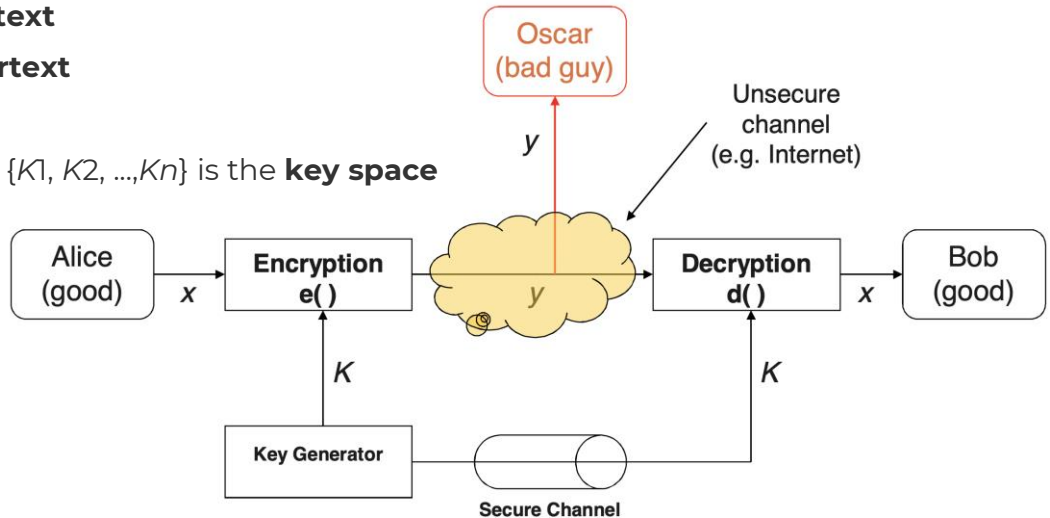 text
rtext
{K1, K2, ...,Kn} is the key space
Oscar
(bad guy)
y
Unsecure
channel
(e.g. Internet)
Alice
(good)
x
Encryption
e( )
y
Decryption
d( )
x
Bob
(good)
K
K
Key Generator
Secure Channel